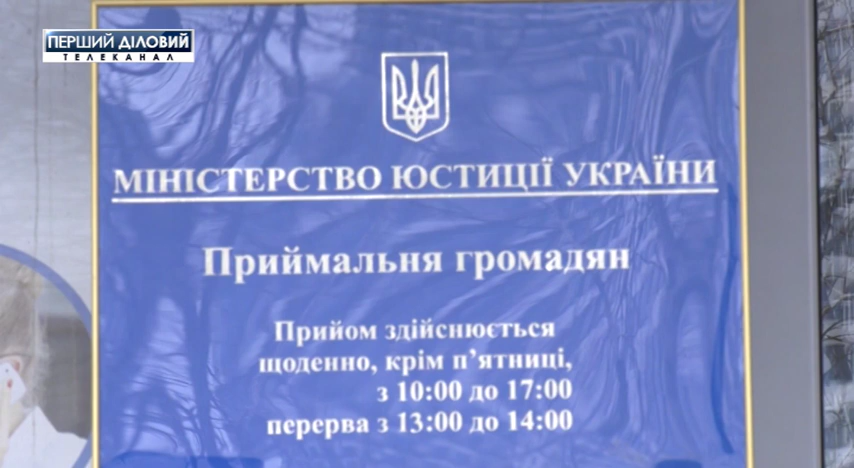 ПЕРШИЙ ДІЛОВИЙ
ТЕЛЕКАНАЛ
МІНІСТЕРСТВО ЮСТИЦІЇ УКРАЇНИ
Приймальня громадян
Прийом здійснюється
щоденно, крім п'ятниці,
з 10:00 до 17:00
перерва з 13:00 до 14:00